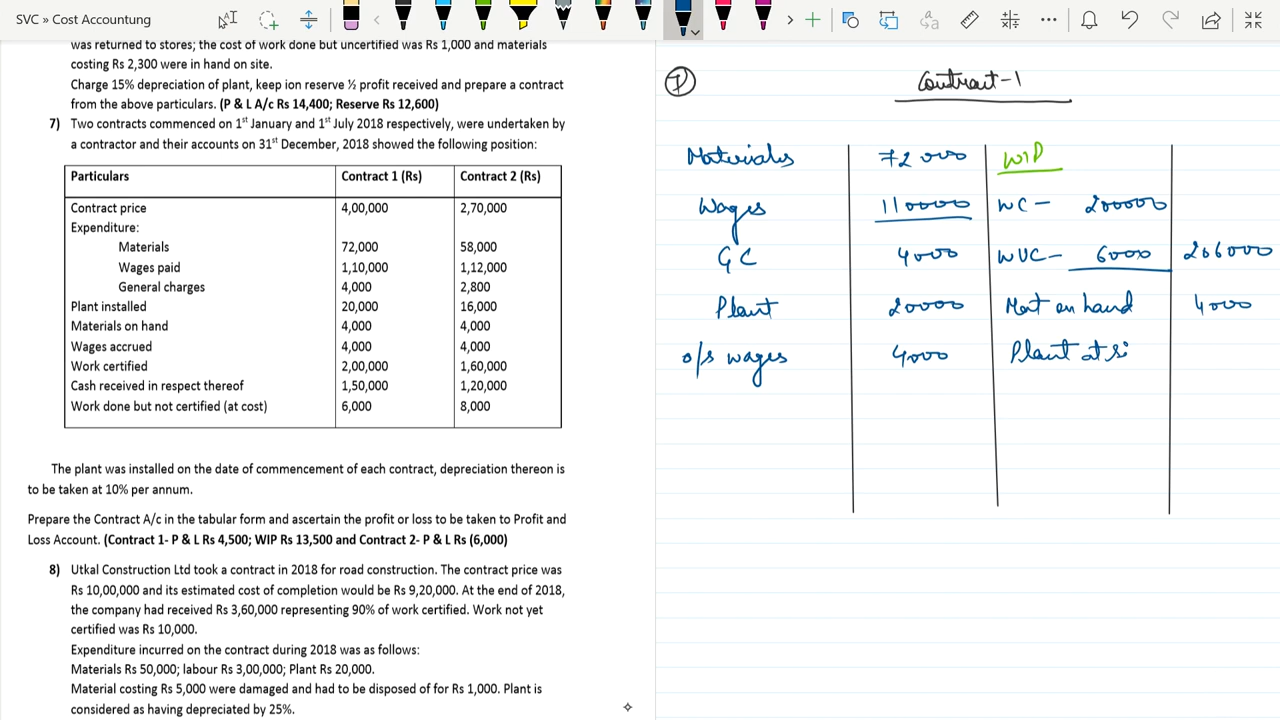 SVC » Cost Accountung
was returned to stores; the cost of work done but uncertified was Rs 1,000 and materials
costing Rs 2,300 were in hand on site.
Charge 15% depreciation of plant, keep ion reserve ⅓ profit received and prepare a contract
from the above particulars. (P & L A/c Rs 14,400; Reserve Rs 12,600)
7) Two contracts commenced on 1st January and 1st July 2018 respectively, were undertaken by
a contractor and their accounts on 31st December, 2018 showed the following position:
Particulars Contract 1 (Rs) Contract 2 (Rs)
Contract price 4,00,000 2,70,000
Expenditure:
Materials 72,000 58,000
Wages paid 1,10,000 1,12,000
General charges 4,000 2,800
Plant installed 20,000 16,000
Materials on hand 4,000 4,000
Wages accrued 4,000 4,000
Work certified 2,00,000 1,60,000
Cash received in respect thereof 1,50,000 1,20,000
Work done but not certified (at cost) 6,000 8,000
The plant was installed on the date of commencement of each contract, depreciation thereon is
to be taken at 10% per annum.
Prepare the Contract A/c in the tabular form and ascertain the profit or loss to be taken to Profit and
Loss Account. (Contract 1- P & L Rs 4,500; WIP Rs 13,500 and Contract 2- P & L Rs (6,000)
8) Utkal Construction Ltd took a contract in 2018 for road construction. The contract price was
Rs 10,00,000 and its estimated cost of completion would be Rs 9,20,000. At the end of 2018,
the company had received Rs 3,60,000 representing 90% of work certified. Work not yet
certified was Rs 10,000.
Expenditure incurred on the contract during 2018 was as follows:
Materials Rs 50,000; labour Rs 3,00,000; Plant Rs 20,000.
Material costing Rs 5,000 were damaged and had to be disposed of for Rs 1,000. Plant is
considered as having depreciated by 25%.
7 Contract-1
Materials 72000 WIP
Wages 110000 WC- 200000
GC 4000 WUC- 6000 206000
Plant 20000 Mat on hand 4000
o/s wages 4000 Plant at si